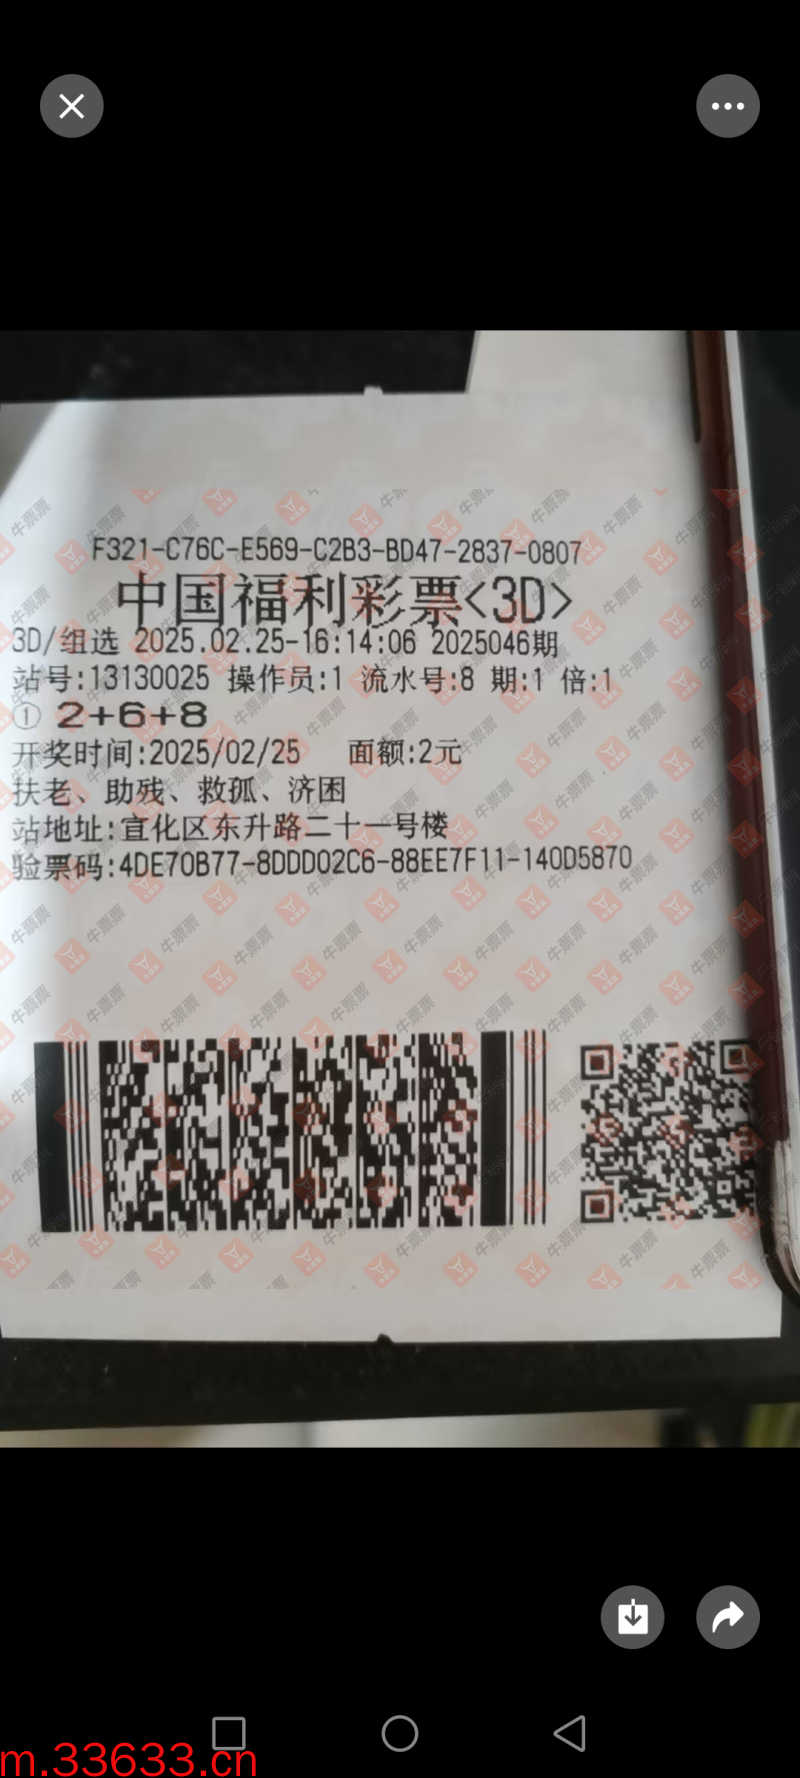 F321-C76C-E569-C2B3-BD47-2837-0807
中国福利彩票<3D>
3D/组选 2025.02.25-16:14:06 2025046期
站号:13130025 操作员:1 流水号:8 期:1 倍:1
① 2+6+8
开奖时间:2025/02/25 面额:2元
扶老、助残、救孤、济困
站地址:宣化区东升路二十一号楼
验票码:4DE70B77-8DDD02C6-88EE7F11-140D5870
牛票票
m.33633.cn